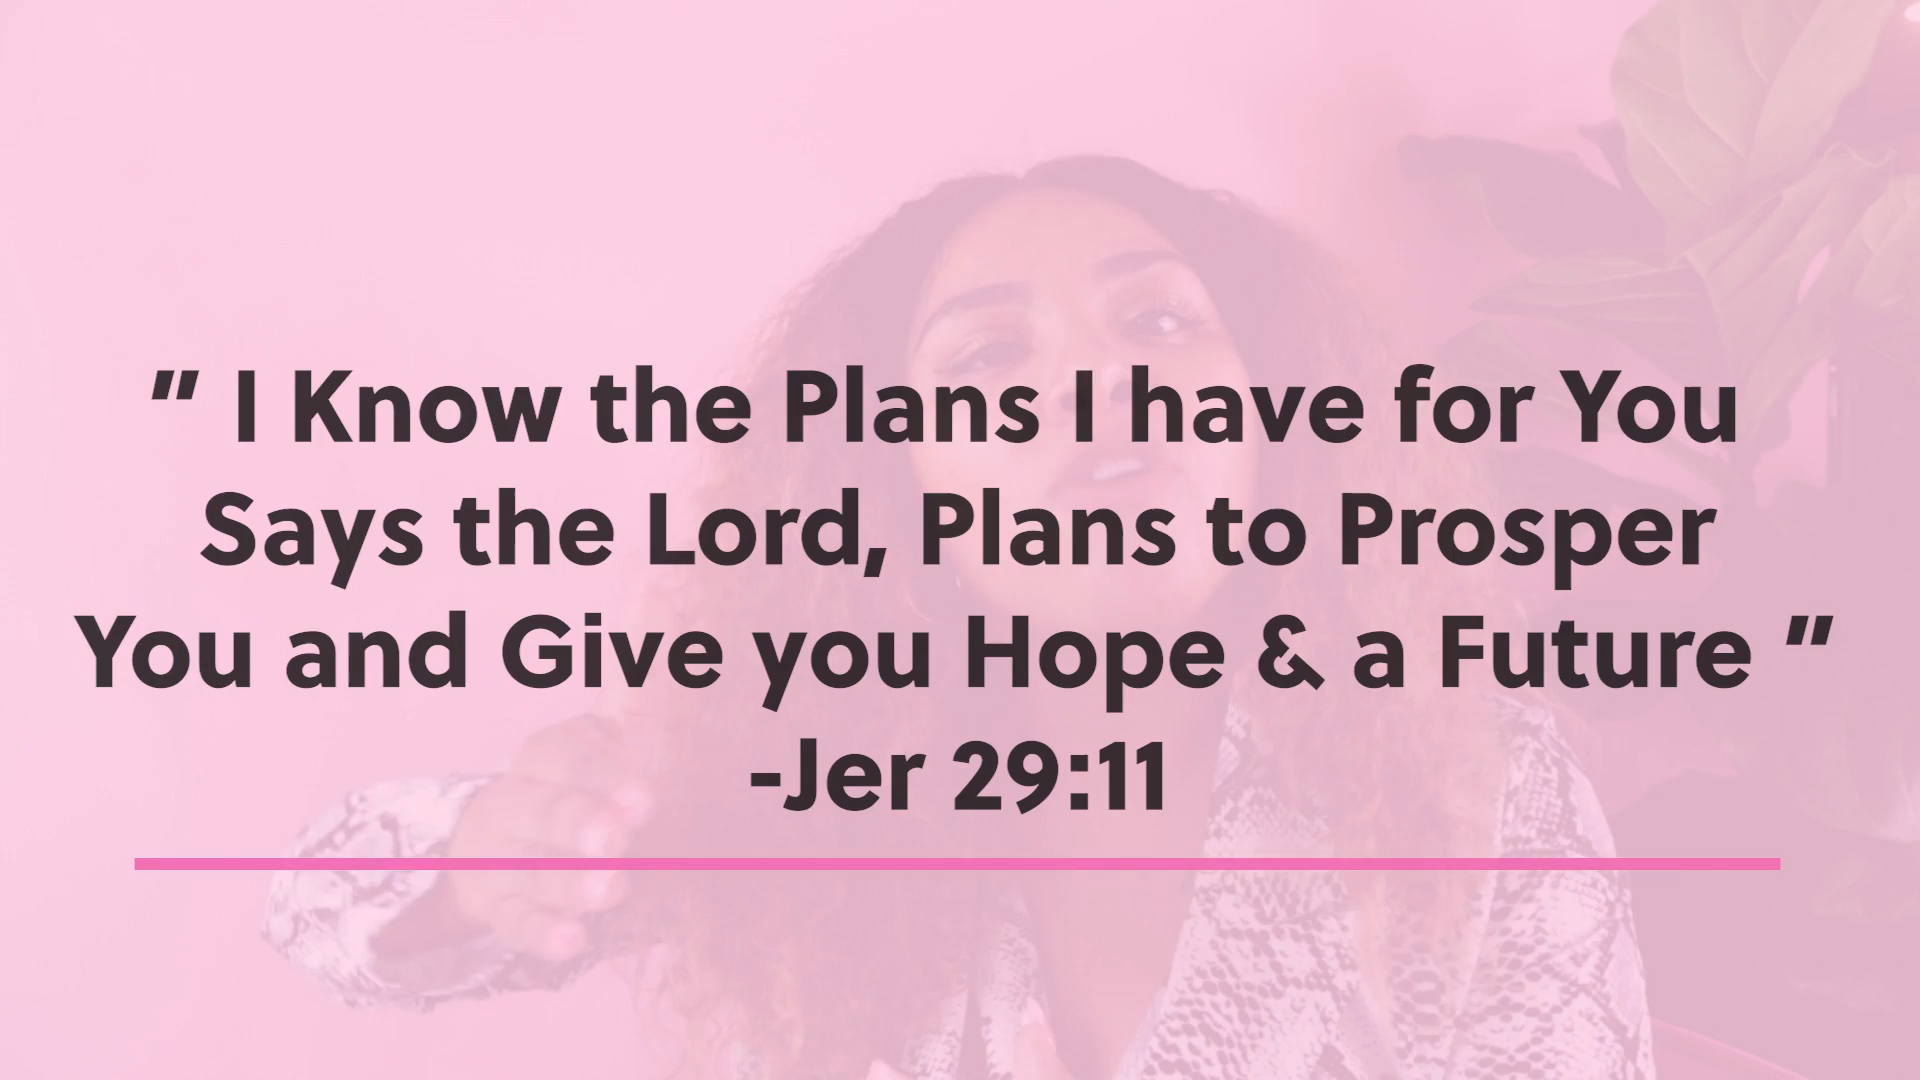 " I Know the Plans I have for You
Says the Lord, Plans to Prosper
You and Give you Hope & a Future "
-Jer 29:11